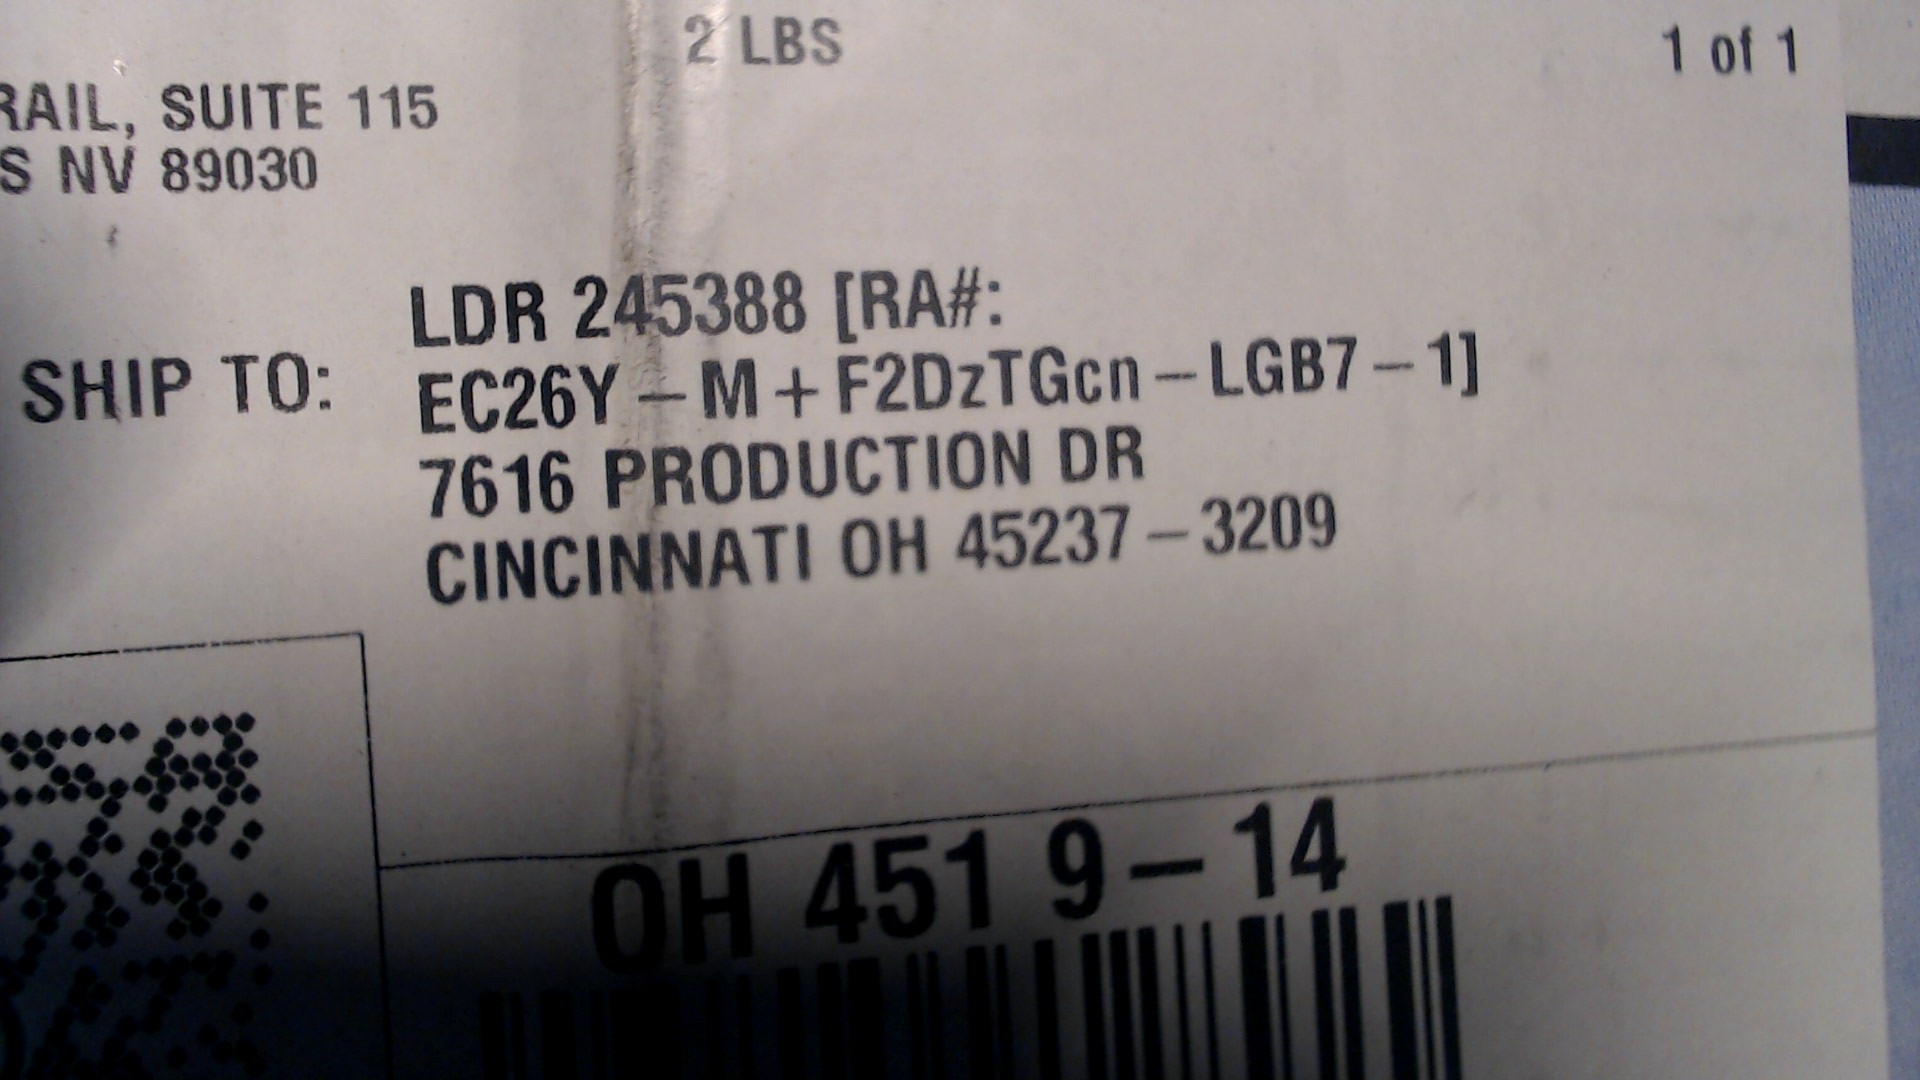 2 LBS
1 of 1
RAIL, SUITE 115
S NV 89030
SHIP TO:
LDR 245388 [RA#:
EC26Y-M+F2DzTGcn-LGB7-1]
7616 PRODUCTION DR
CINCINNATI OH 45237-3209
OH 451 9-14